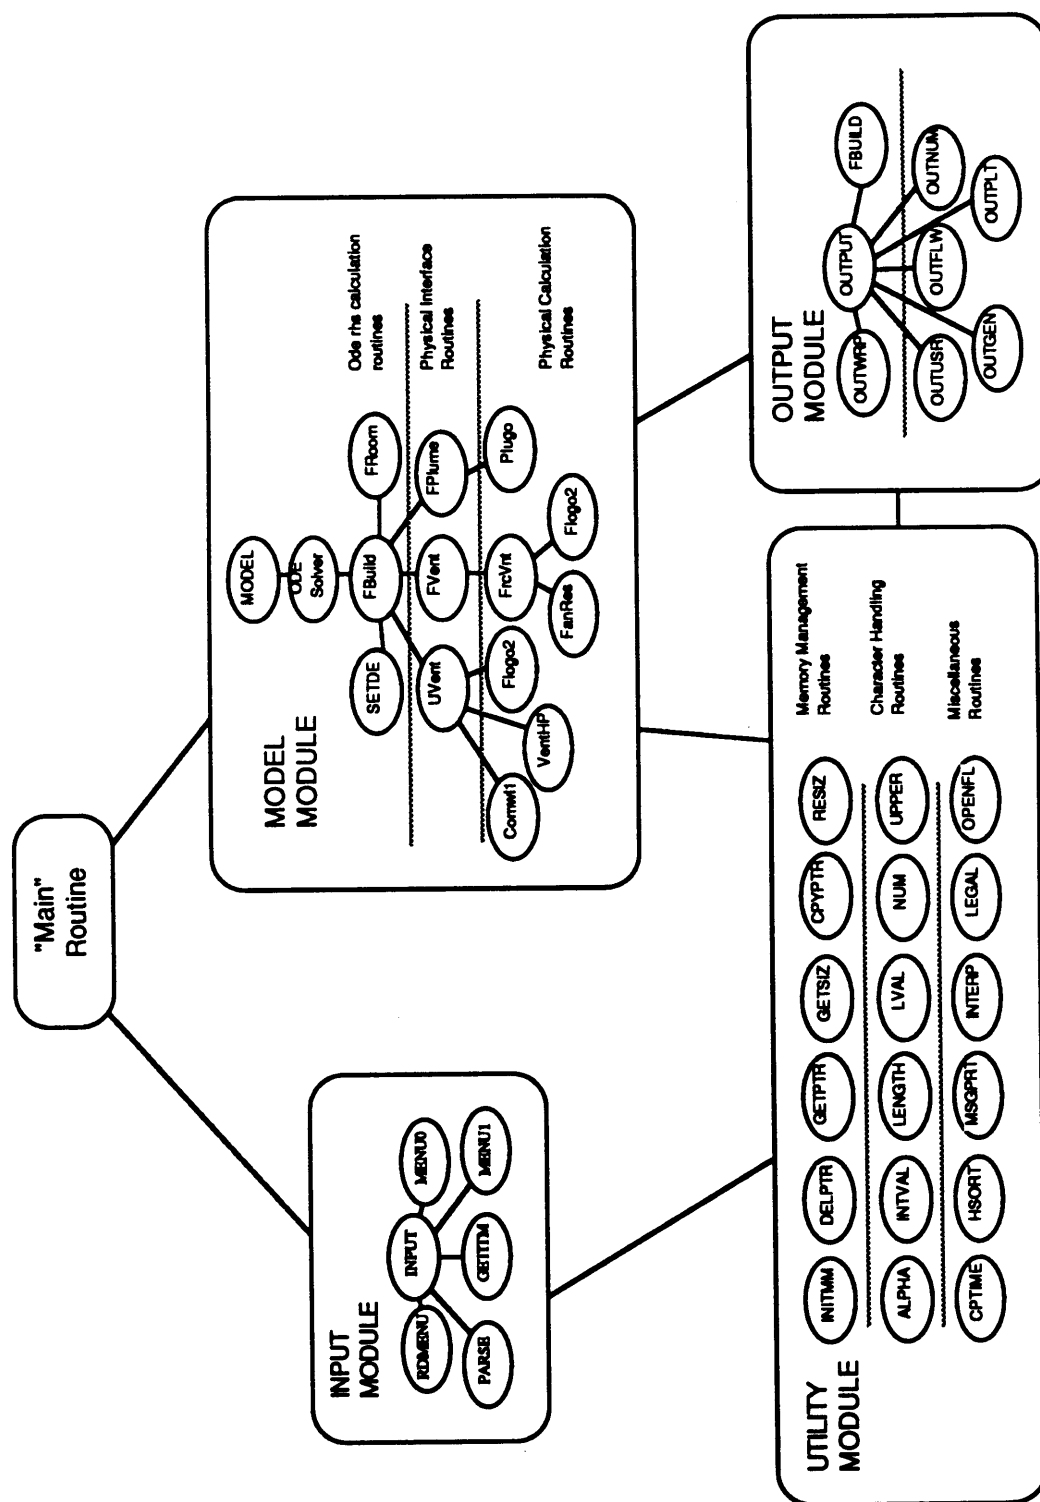 "Main"
Routine
INPUT
MODULE
RDMENU
INPUT
MENU0
PARSE
GETITM
MENU1
MODEL
MODULE
MODEL
ODE
Solver
SETDE
FBuild
FRoom
Ode rhs calculation
routines
UVent
FVent
FPlume
Physical Interface
Routines
Comwl1
VentHP
Flogo2
FrcVnt
Plugo
FanRes
Flogo2
Physical Calculation
Routines
UTILITY
MODULE
INITMM
DELPTR
GETPTR
GETSIZ
CPYPTR
RESIZ
Memory Management
Routines
ALPHA
INTVAL
LENGTH
LVAL
NUM
UPPER
Character Handling
Routines
CPTIME
HSORT
MSGPRT
INTERP
LEGAL
OPENFL
Miscellaneous
Routines
OUTPUT
MODULE
OUTWRP
OUTPUT
FBUILD
OUTUSR
OUTFLW
OUTNUM
OUTGEN
OUTPLT